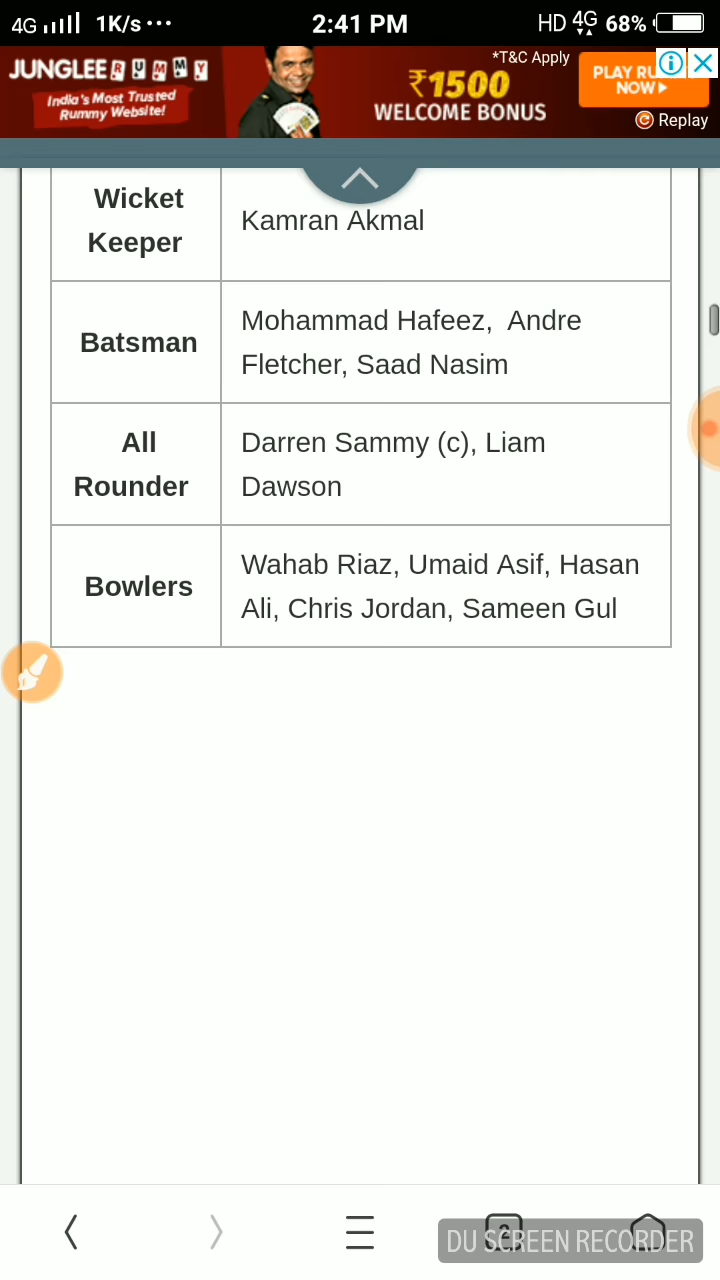 4G 1K/s 2:41 PM HD 4G 68%
JUNGLEE RUMMY
India's Most Trusted
Rummy Website!
*T&C Apply
₹1500
WELCOME BONUS
PLAY RU
NOW
Replay
Wicket
Keeper
Kamran Akmal
Batsman
Mohammad Hafeez, Andre
Fletcher, Saad Nasim
All
Rounder
Darren Sammy (c), Liam
Dawson
Bowlers
Wahab Riaz, Umaid Asif, Hasan
Ali, Chris Jordan, Sameen Gul
2
DU SCREEN RECORDER